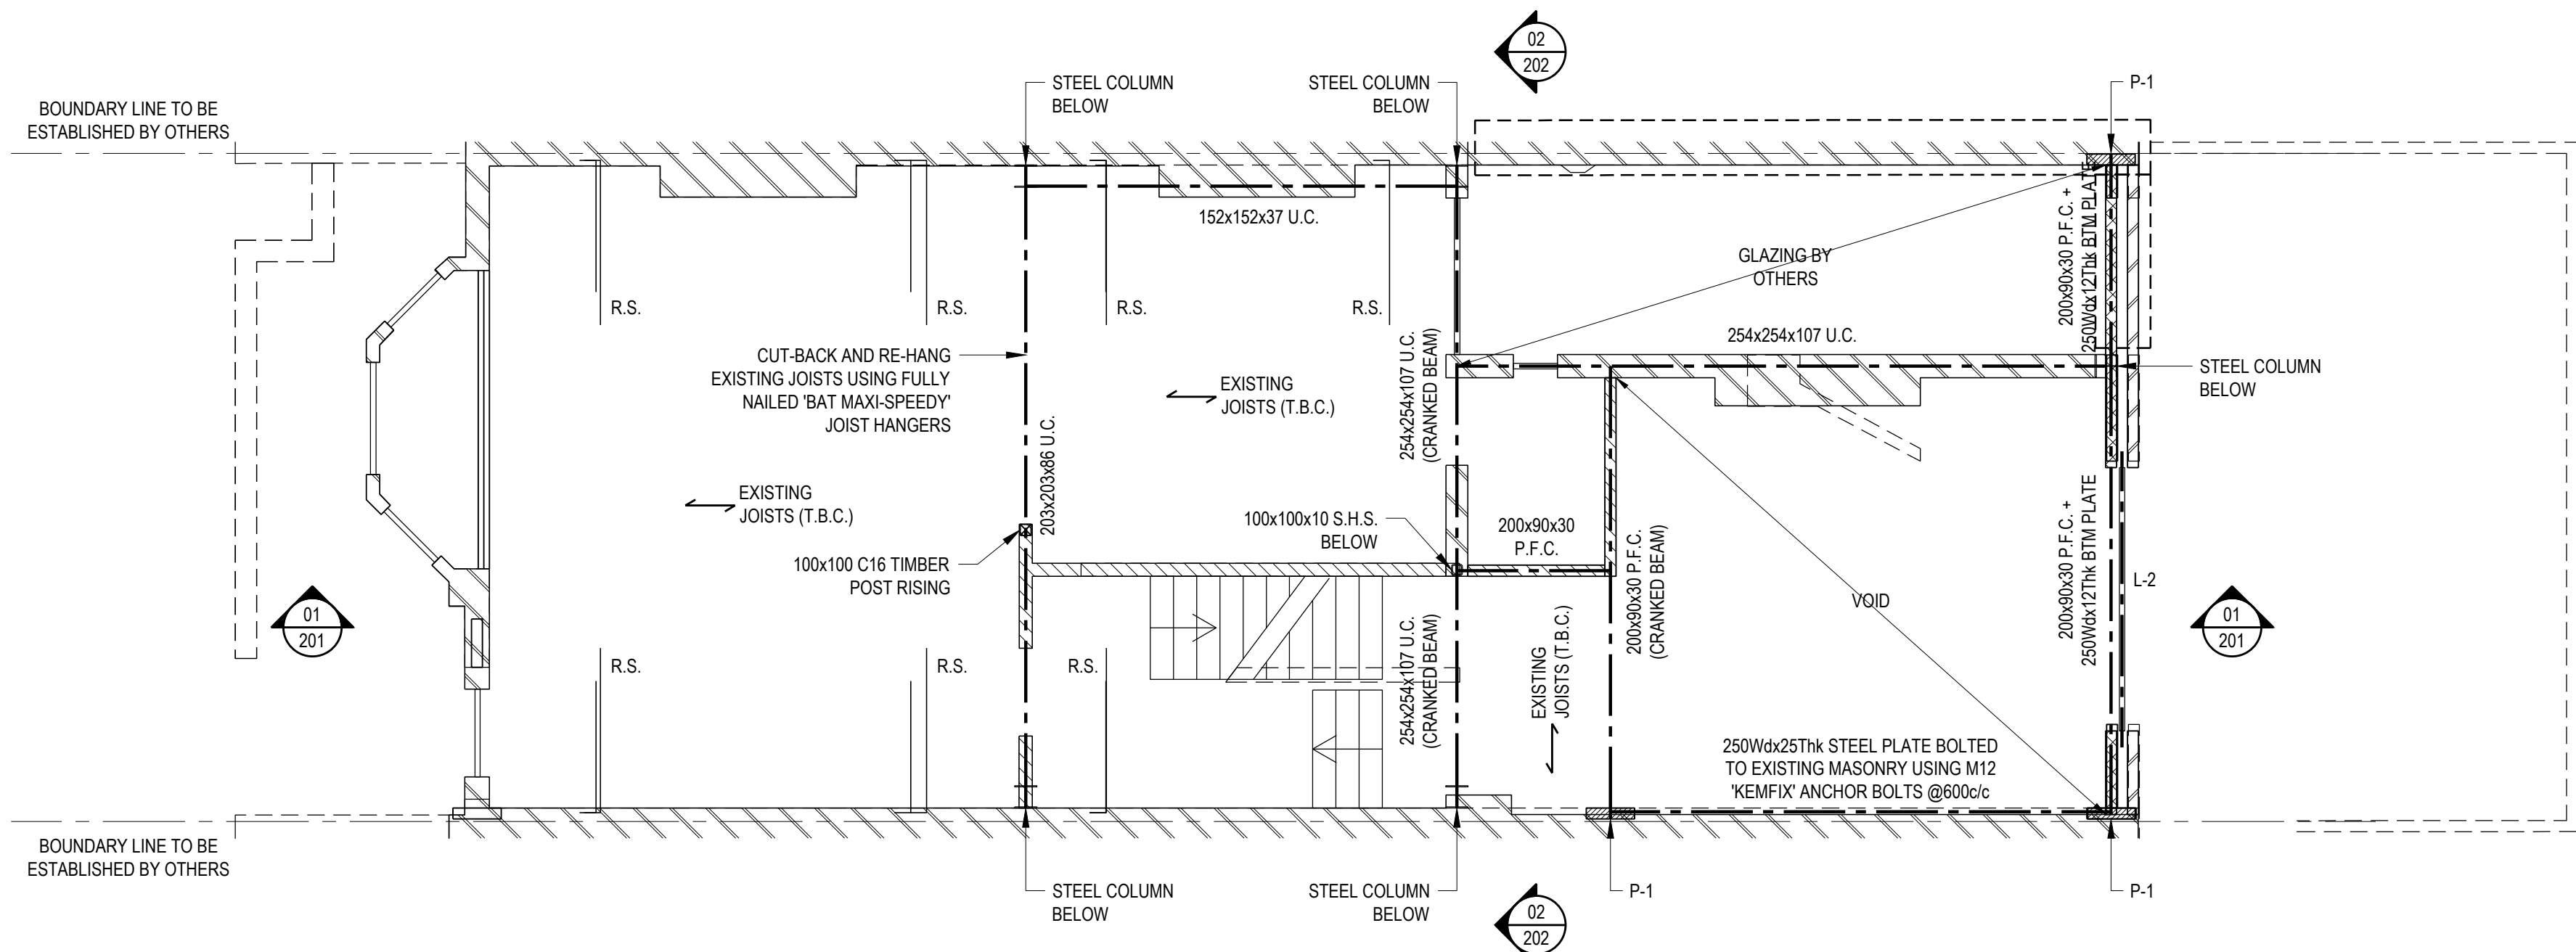 02
202
STEEL COLUMN
BELOW
STEEL COLUMN
BELOW
P-1
BOUNDARY LINE TO BE
ESTABLISHED BY OTHERS
152x152x37 U.C.
GLAZING BY
OTHERS
200x90x30 P.F.C. +
250Wdx12Thk BTM PLATE
R.S.
R.S.
R.S.
R.S.
254x254x107 U.C.
CUT-BACK AND RE-HANG
EXISTING JOISTS USING FULLY
NAILED 'BAT MAXI-SPEEDY'
JOIST HANGERS
EXISTING
JOISTS (T.B.C.)
254x254x107 U.C.
(CRANKED BEAM)
STEEL COLUMN
BELOW
203x203x86 U.C.
EXISTING
JOISTS (T.B.C.)
100x100x10 S.H.S.
BELOW
200x90x30
P.F.C.
200x90x30 P.F.C.
(CRANKED BEAM)
200x90x30 P.F.C. +
250Wdx12Thk BTM PLATE
100x100 C16 TIMBER
POST RISING
L-2
VOID
01
201
01
201
254x254x107 U.C.
(CRANKED BEAM)
EXISTING
JOISTS (T.B.C.)
R.S.
R.S.
R.S.
250Wdx25Thk STEEL PLATE BOLTED
TO EXISTING MASONRY USING M12
'KEMFIX' ANCHOR BOLTS @600c/c
BOUNDARY LINE TO BE
ESTABLISHED BY OTHERS
STEEL COLUMN
BELOW
STEEL COLUMN
BELOW
P-1
P-1
02
202